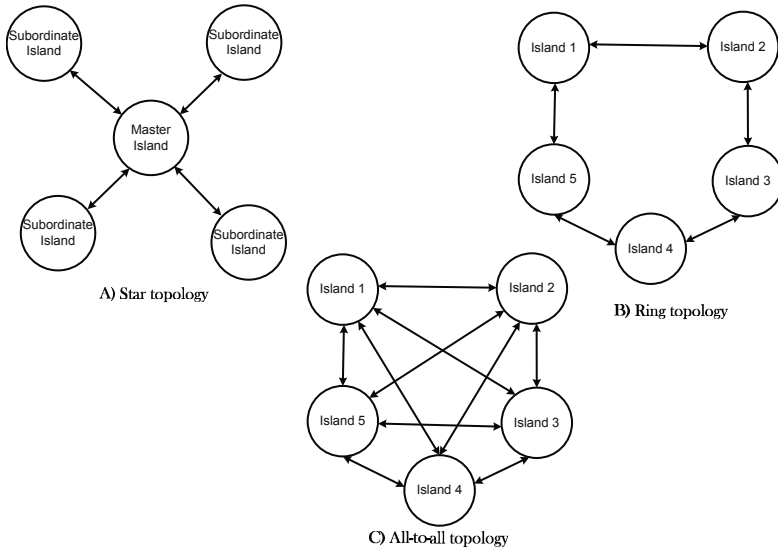 Subordinate
Island
Subordinate
Island
Master
Island
Subordinate
Island
Subordinate
Island
A) Star topology
Island 1
Island 2
Island 5
Island 3
Island 4
B) Ring topology
Island 1
Island 2
Island 5
Island 3
Island 4
C) All-to-all topology